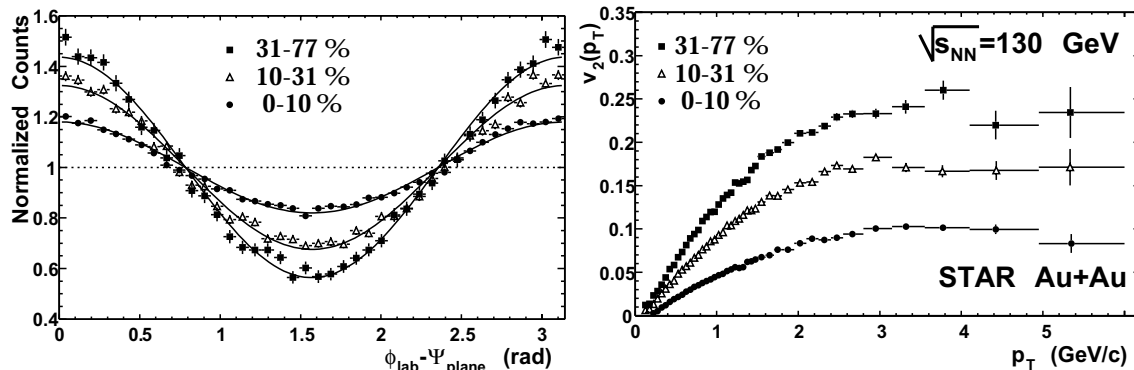 Normalized Counts
1.6
1.4
1.2
1
0.8
0.6
0.4
31-77 %
10-31 %
0-10 %
0 0.5 1 1.5 2 2.5 3
ϕlab-Ψplane (rad)
v2(pT)
0.35
0.3
0.25
0.2
0.15
0.1
0.05
0
31-77 %
10-31 %
0-10 %
√sNN=130 GeV
STAR Au+Au
0 1 2 3 4 5
pT (GeV/c)